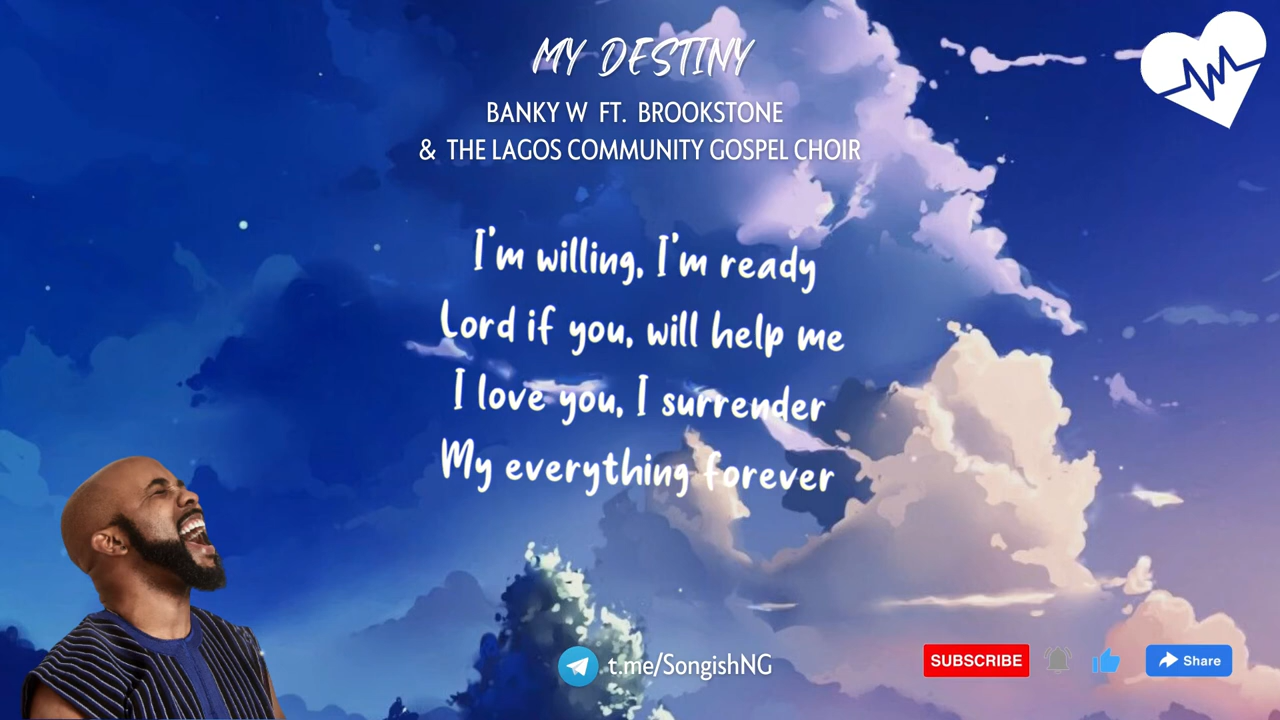 MY DESTINY
BANKY W FT. BROOKSTONE
& THE LAGOS COMMUNITY GOSPEL CHOIR
I'm willing, I'm ready
Lord if you, will help me
I love you, I surrender
My everything forever
t.me/SongishNG
SUBSCRIBE
Share